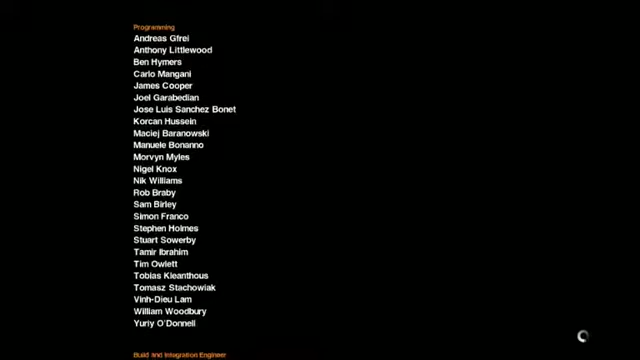 Programming
Andreas Gfrei
Anthony Littlewood
Ben Hymers
Carlo Mangani
James Cooper
Joel Garabedian
Jose Luis Sanchez Bonet
Korcan Hussein
Maciej Baranowski
Manuele Bonanno
Morvyn Myles
Nigel Knox
Nik Williams
Rob Braby
Sam Birley
Simon Franco
Stephen Holmes
Stuart Sowerby
Tamir Ibrahim
Tim Owlett
Tobias Kleanthous
Tomasz Stachowiak
Vinh-Dieu Lam
William Woodbury
Yuriy O'Donnell
Build and Integration Engineer